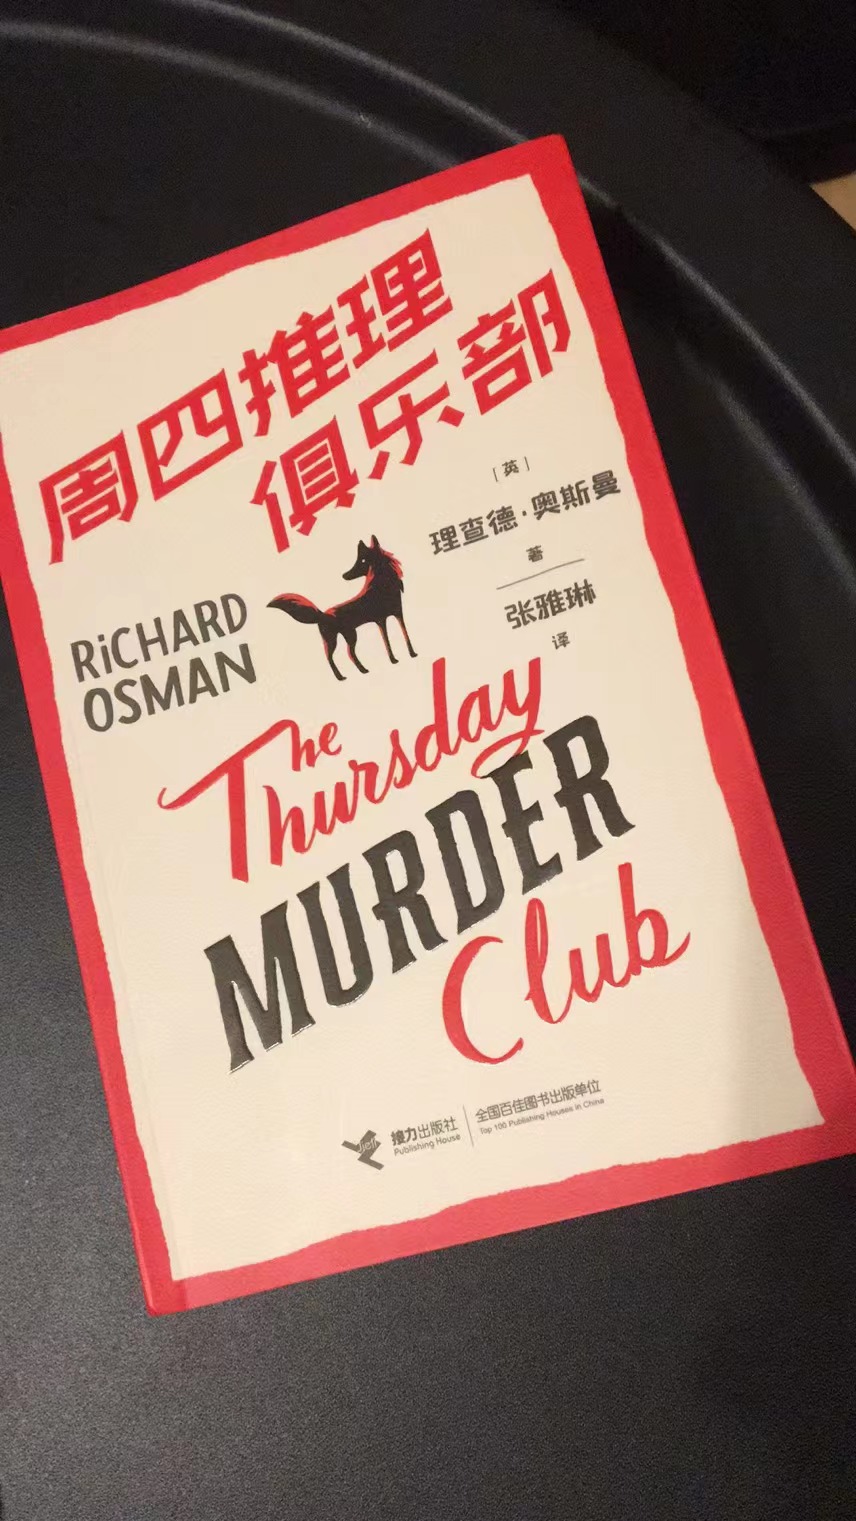 周四推理
俱乐部
[英]
理查德·奥斯曼
著
张雅琳
译
RiCHARD
OSMAN
The
Thursday
MURDER
Club
接力出版社
Publishing House
全国百佳图书出版单位
Top 100 Publishing Houses in China